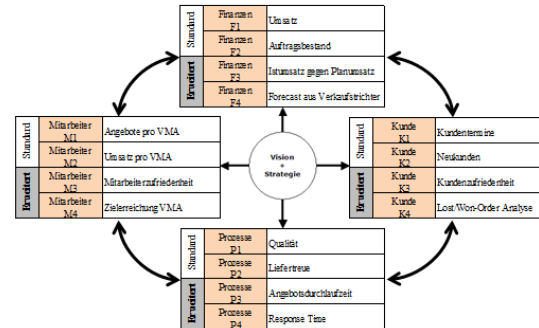 Standard
Erweitert
Finanzen F1 Umsatz
Finanzen F2 Auftragsbestand
Finanzen F3 Istumsatz gegen Planumsatz
Finanzen F4 Forecast aus Verkaufstrichter
Standard
Erweitert
Mitarbeiter M1 Angebote pro VMA
Mitarbeiter M2 Umsatz pro VMA
Mitarbeiter M3 Mitarbeiterzufriedenheit
Mitarbeiter M4 Zielerreichung VMA
Vision
+
Strategie
Standard
Erweitert
Kunde K1 Kundentermine
Kunde K2 Neukunden
Kunde K3 Kundenzufriedenheit
Kunde K4 Lost/Won-Order Analyse
Standard
Erweitert
Prozesse P1 Qualität
Prozesse P2 Liefertreue
Prozesse P3 Angebotsdurchlaufzeit
Prozesse P4 Response Time